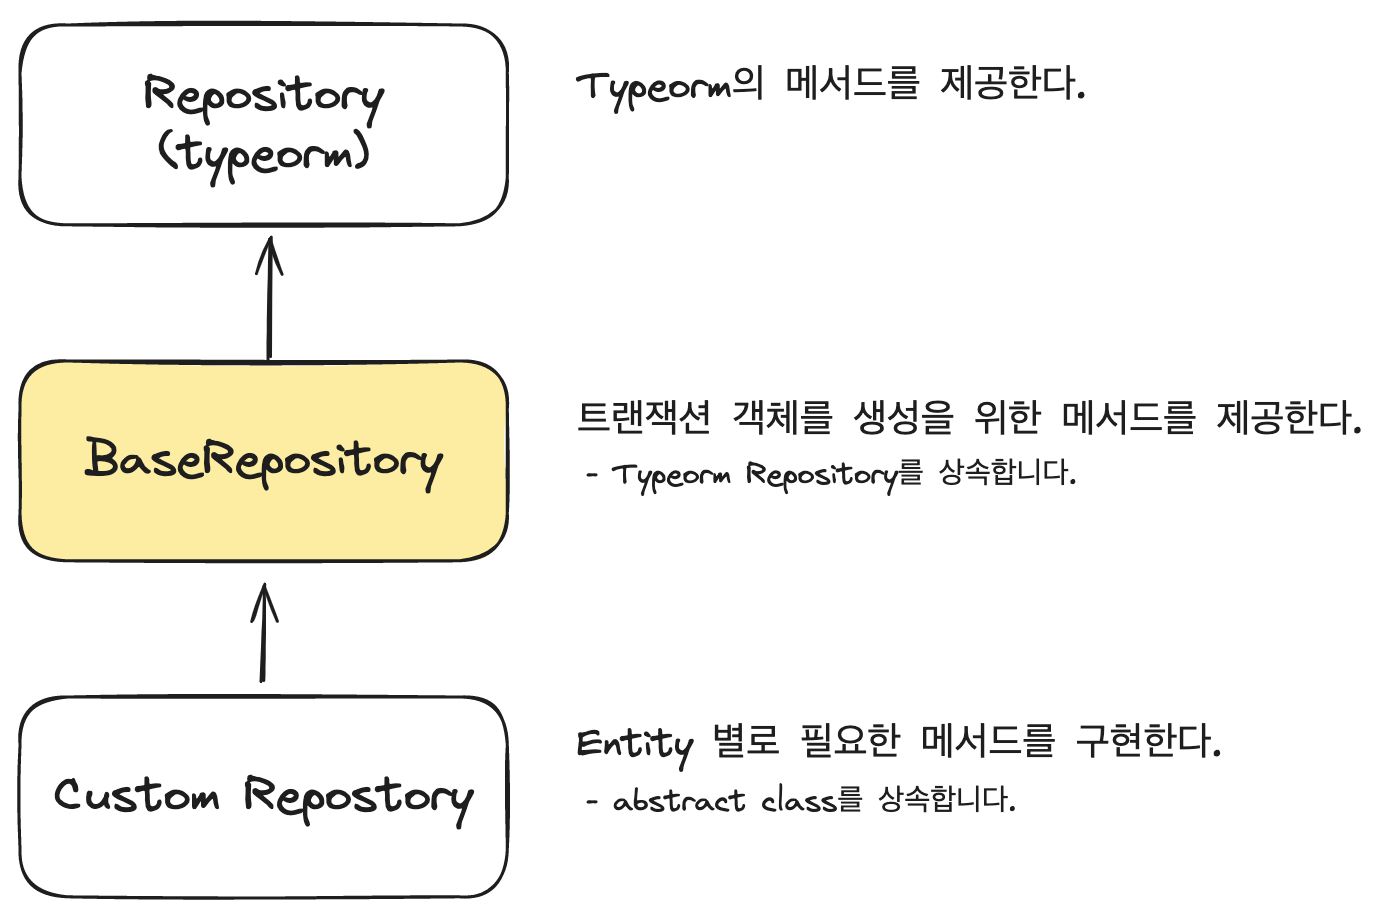 Repository
(typeorm)
Typeorm의 메서드를 제공한다.
BaseRepository
트랜잭션 객체를 생성을 위한 메서드를 제공한다.
- Typeorm Repository를 상속합니다.
Custom Repostory
Entity 별로 필요한 메서드를 구현한다.
- abstract class를 상속합니다.